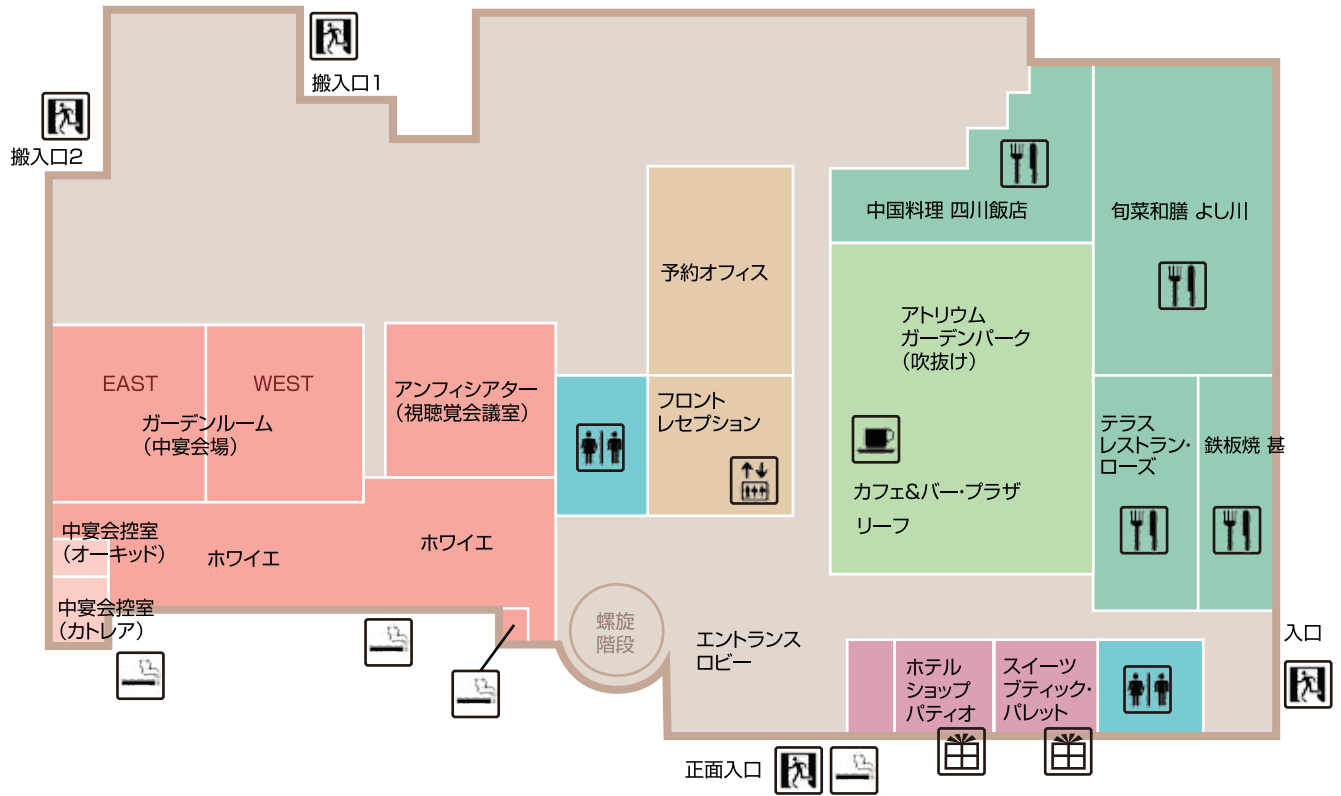 搬入口1
搬入口2
中国料理 四川飯店
旬菜和膳 よし川
予約オフィス
アトリウム
ガーデンパーク
（吹抜け）
EAST
WEST
ガーデンルーム
（中宴会場）
アンフィシアター
（視聴覚会議室）
フロント
レセプション
テラス
レストラン・
ローズ
鉄板焼 甚
カフェ&バー・プラザ
リーフ
中宴会控室
（オーキッド）
ホワイエ
ホワイエ
中宴会控室
（カトレア）
螺旋
階段
エントランス
ロビー
ホテル
ショップ
パティオ
スイーツ
ブティック・
パレット
入口
正面入口